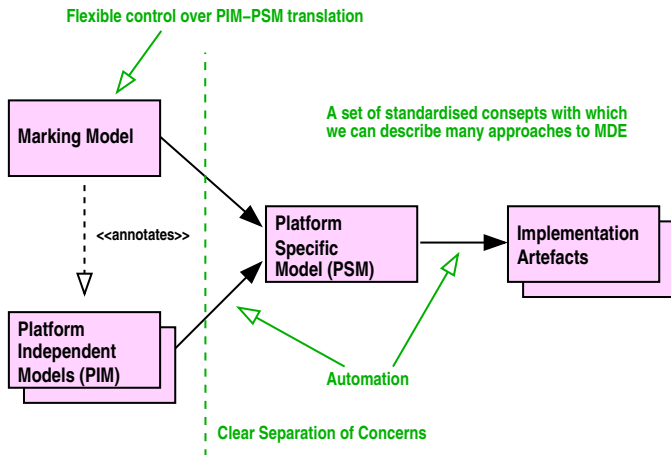 Flexible control over PIM–PSM translation
A set of standardised consepts with which
we can describe many approaches to MDE
Marking Model
<<annotates>>
Platform
Specific
Model (PSM)
Implementation
Artefacts
Platform
Independent
Models (PIM)
Automation
Clear Separation of Concerns